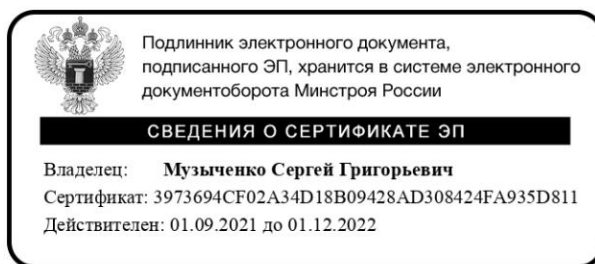 Подлинник электронного документа,
подписанного ЭП, хранится в системе электронного
документоборота Минстроя России
СВЕДЕНИЯ О СЕРТИФИКАТЕ ЭП
Владелец: Музыченко Сергей Григорьевич
Сертификат: 3973694CF02A34D18B09428AD308424FA935D811
Действителен: 01.09.2021 до 01.12.2022